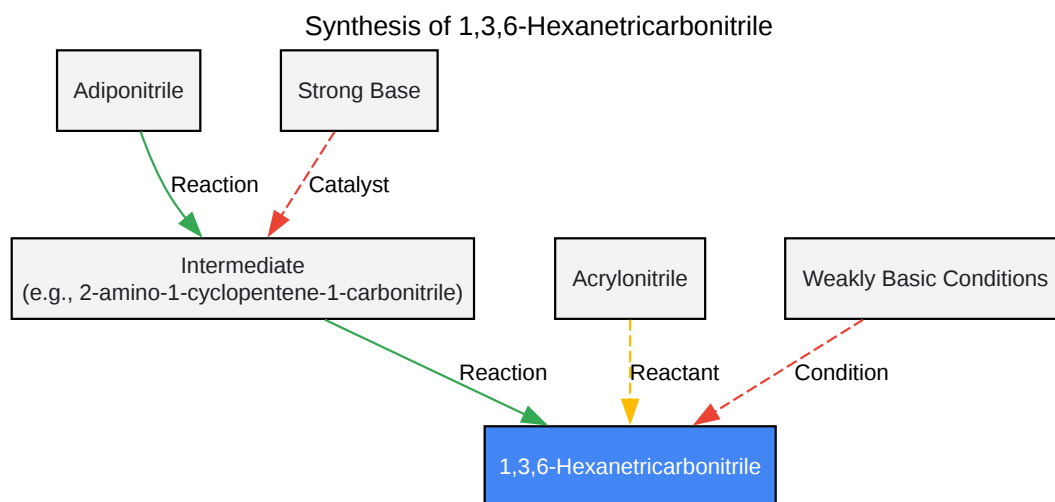 Synthesis of 1,3,6-Hexanetricarbonitrile
Adiponitrile
Strong Base
Reaction
Catalyst
Intermediate
(e.g., 2-amino-1-cyclopentene-1-carbonitrile)
Acrylonitrile
Weakly Basic Conditions
Reaction
Reactant
Condition
1,3,6-Hexanetricarbonitrile